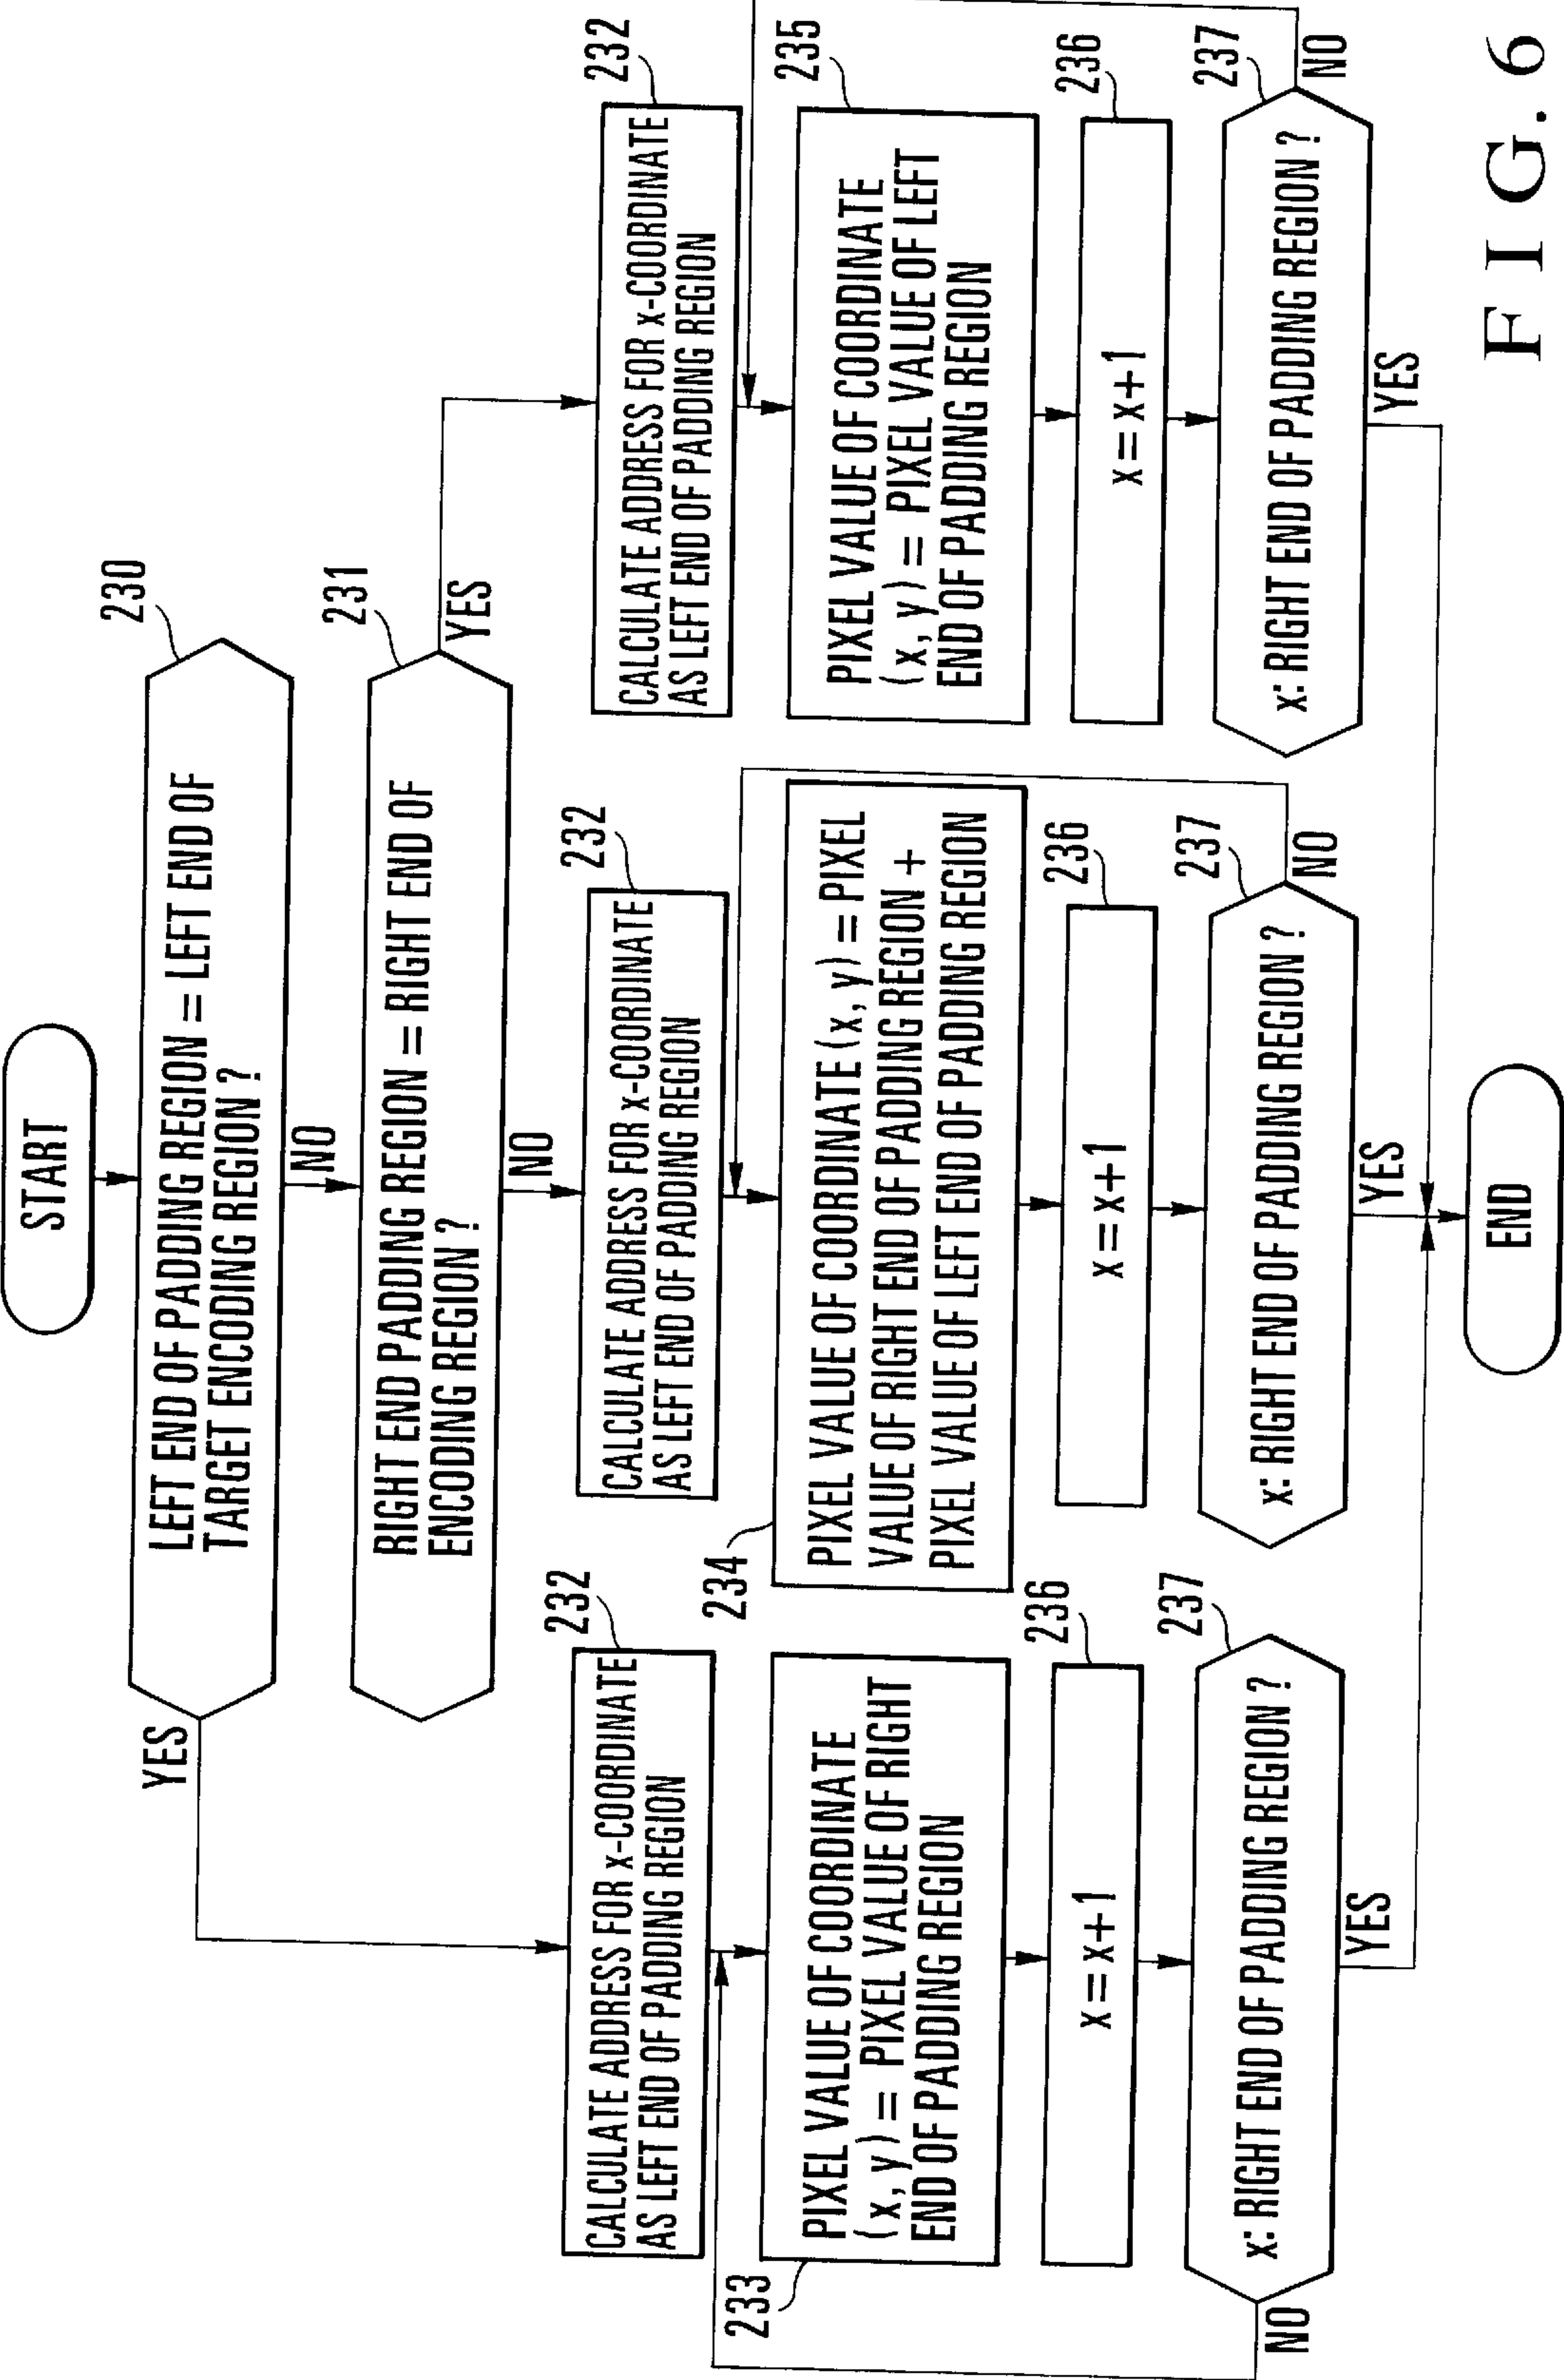 START
230
LEFT END OF PADDING REGION = LEFT END OF
TARGET ENCODING REGION ?
YES
NO
231
RIGHT END PADDING REGION = RIGHT END OF
ENCODING REGION ?
NO
YES
232
CALCULATE ADDRESS FOR x-COORDINATE
AS LEFT END OF PADDING REGION
233
PIXEL VALUE OF COORDINATE
(x, y) = PIXEL VALUE OF RIGHT
END OF PADDING REGION
236
x = x+1
237
x: RIGHT END OF PADDING REGION ?
NO
YES
232
CALCULATE ADDRESS FOR x-COORDINATE
AS LEFT END OF PADDING REGION
234
PIXEL VALUE OF COORDINATE (x, y) = PIXEL
VALUE OF RIGHT END OF PADDING REGION +
PIXEL VALUE OF LEFT END OF PADDING REGION
236
x = x+1
237
x: RIGHT END OF PADDING REGION ?
NO
YES
232
CALCULATE ADDRESS FOR x-COORDINATE
AS LEFT END OF PADDING REGION
235
PIXEL VALUE OF COORDINATE
(x, y) = PIXEL VALUE OF LEFT
END OF PADDING REGION
236
x = x+1
237
x: RIGHT END OF PADDING REGION ?
NO
YES
END
FIG. 6